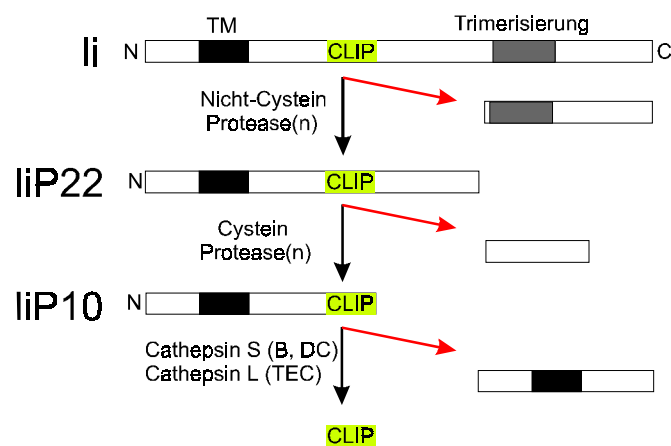 TM
Trimerisierung
Ii N CLIP C
Nicht-Cystein
Protease(n)
IiP22 N CLIP
Cystein
Protease(n)
IiP10 N CLIP
Cathepsin S (B, DC)
Cathepsin L (TEC)
CLIP